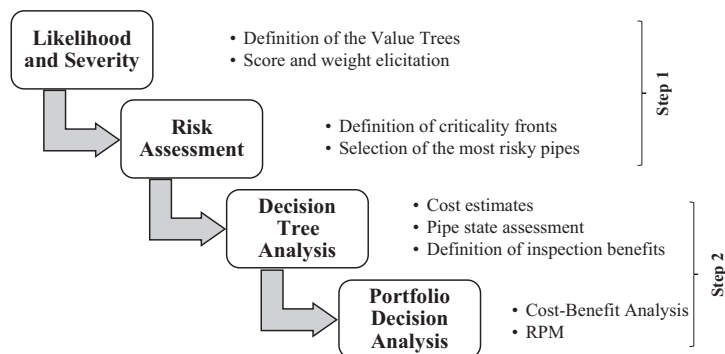 Likelihood
and Severity
• Definition of the Value Trees
• Score and weight elicitation
Step 1
Risk
Assessment
• Definition of criticality fronts
• Selection of the most risky pipes
Decision
Tree
Analysis
• Cost estimates
• Pipe state assessment
• Definition of inspection benefits
Step 2
Portfolio
Decision
Analysis
• Cost-Benefit Analysis
• RPM